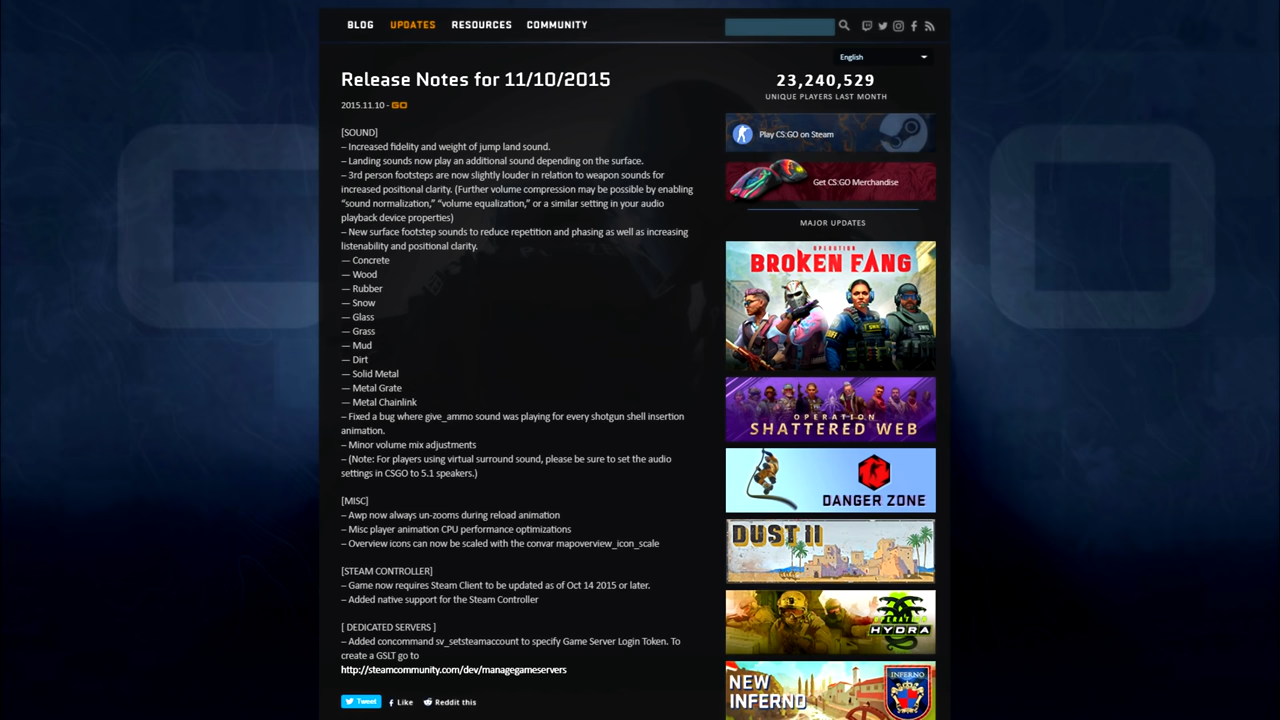 BLOG UPDATES RESOURCES COMMUNITY
English
Release Notes for 11/10/2015
2015.11.10 - GO
[SOUND]
– Increased fidelity and weight of jump land sound.
– Landing sounds now play an additional sound depending on the surface.
– 3rd person footsteps are now slightly louder in relation to weapon sounds for
increased positional clarity. (Further volume compression may be possible by enabling
“sound normalization,” “volume equalization,” or a similar setting in your audio
playback device properties)
– New surface footstep sounds to reduce repetition and phasing as well as increasing
listenability and positional clarity.
— Concrete
— Wood
— Rubber
— Snow
— Glass
— Grass
— Mud
— Dirt
— Solid Metal
— Metal Grate
— Metal Chainlink
– Fixed a bug where give_ammo sound was playing for every shotgun shell insertion
animation.
– Minor volume mix adjustments
– (Note: For players using virtual surround sound, please be sure to set the audio
settings in CSGO to 5.1 speakers.)
[MISC]
– Awp now always un-zooms during reload animation
– Misc player animation CPU performance optimizations
– Overview icons can now be scaled with the convar mapoverview_icon_scale
[STEAM CONTROLLER]
– Game now requires Steam Client to be updated as of Oct 14 2015 or later.
– Added native support for the Steam Controller
[ DEDICATED SERVERS ]
– Added concommand sv_setsteamaccount to specify Game Server Login Token. To
create a GSLT go to
http://steamcommunity.com/dev/managegameservers
Tweet Like Reddit this
23,240,529
UNIQUE PLAYERS LAST MONTH
Play CS:GO on Steam
Get CS:GO Merchandise
MAJOR UPDATES
OPERATION
BROKEN FANG
OPERATION
SHATTERED WEB
DANGER ZONE
DUST II
OPERATION
HYDRA
NEW
INFERNO
INFERNO
GO